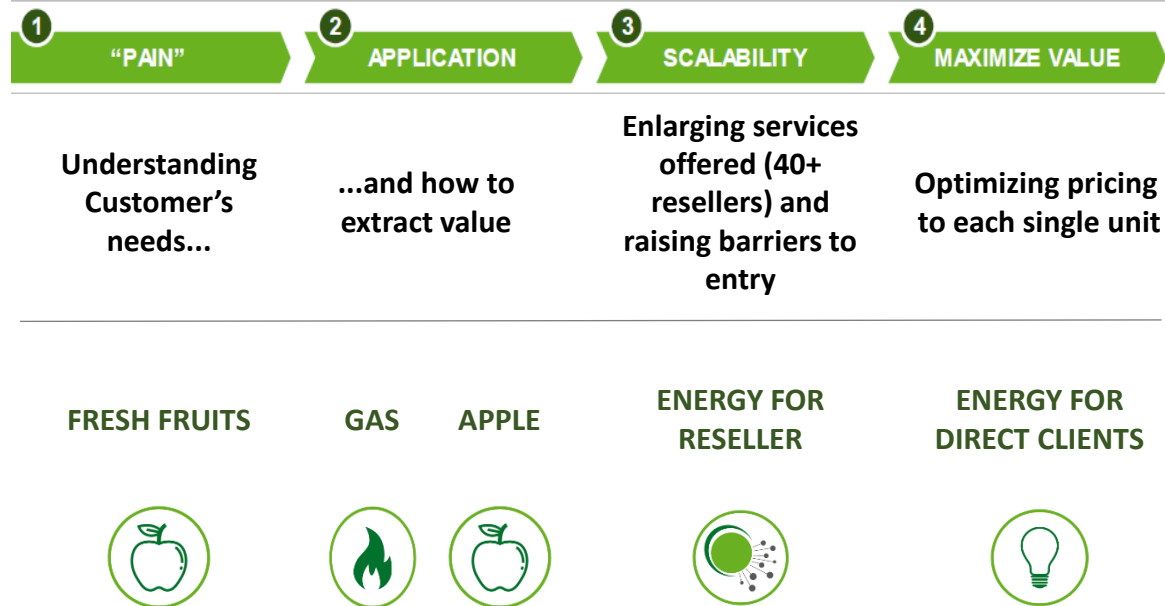 1
“PAIN”
2
APPLICATION
3
SCALABILITY
4
MAXIMIZE VALUE
Understanding
Customer’s
needs...
...and how to
extract value
Enlarging services
offered (40+
resellers) and
raising barriers to
entry
Optimizing pricing
to each single unit
FRESH FRUITS
GAS
APPLE
ENERGY FOR
RESELLER
ENERGY FOR
DIRECT CLIENTS